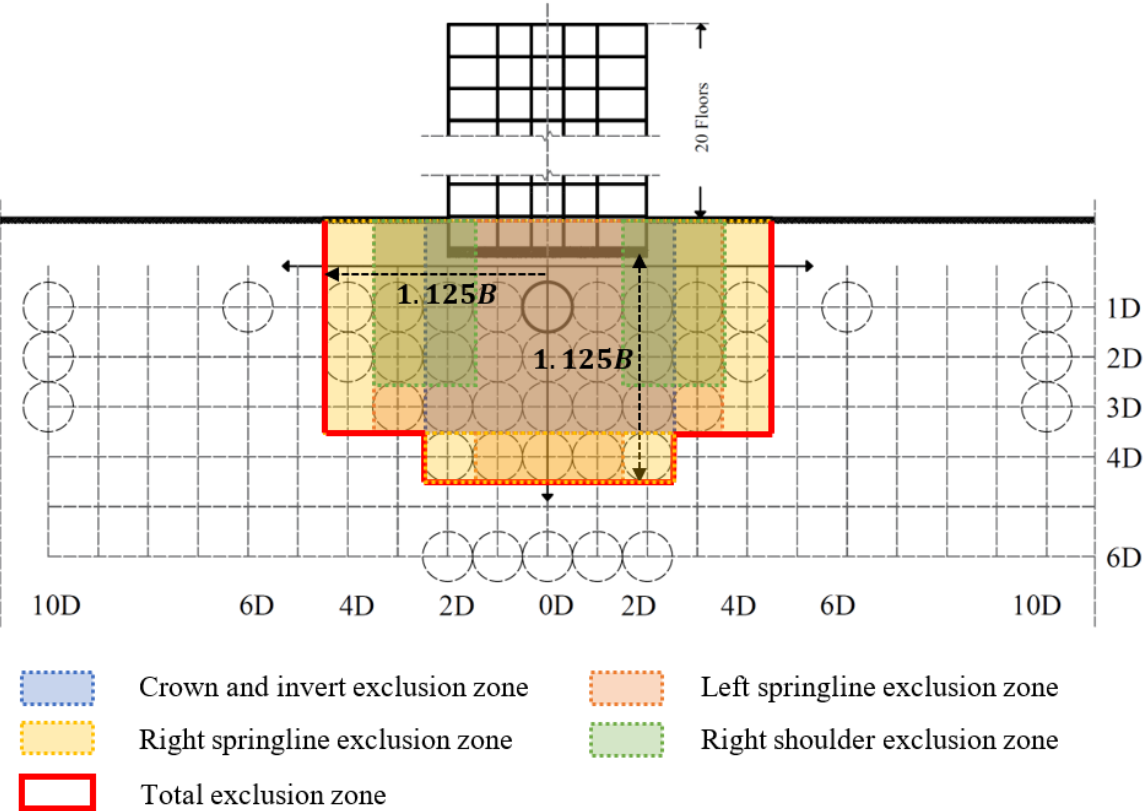 20 Floors
1.125B
1.125B
1D
2D
3D
4D
6D
10D 6D 4D 2D 0D 2D 4D 6D 10D
Crown and invert exclusion zone
Left springline exclusion zone
Right springline exclusion zone
Right shoulder exclusion zone
Total exclusion zone